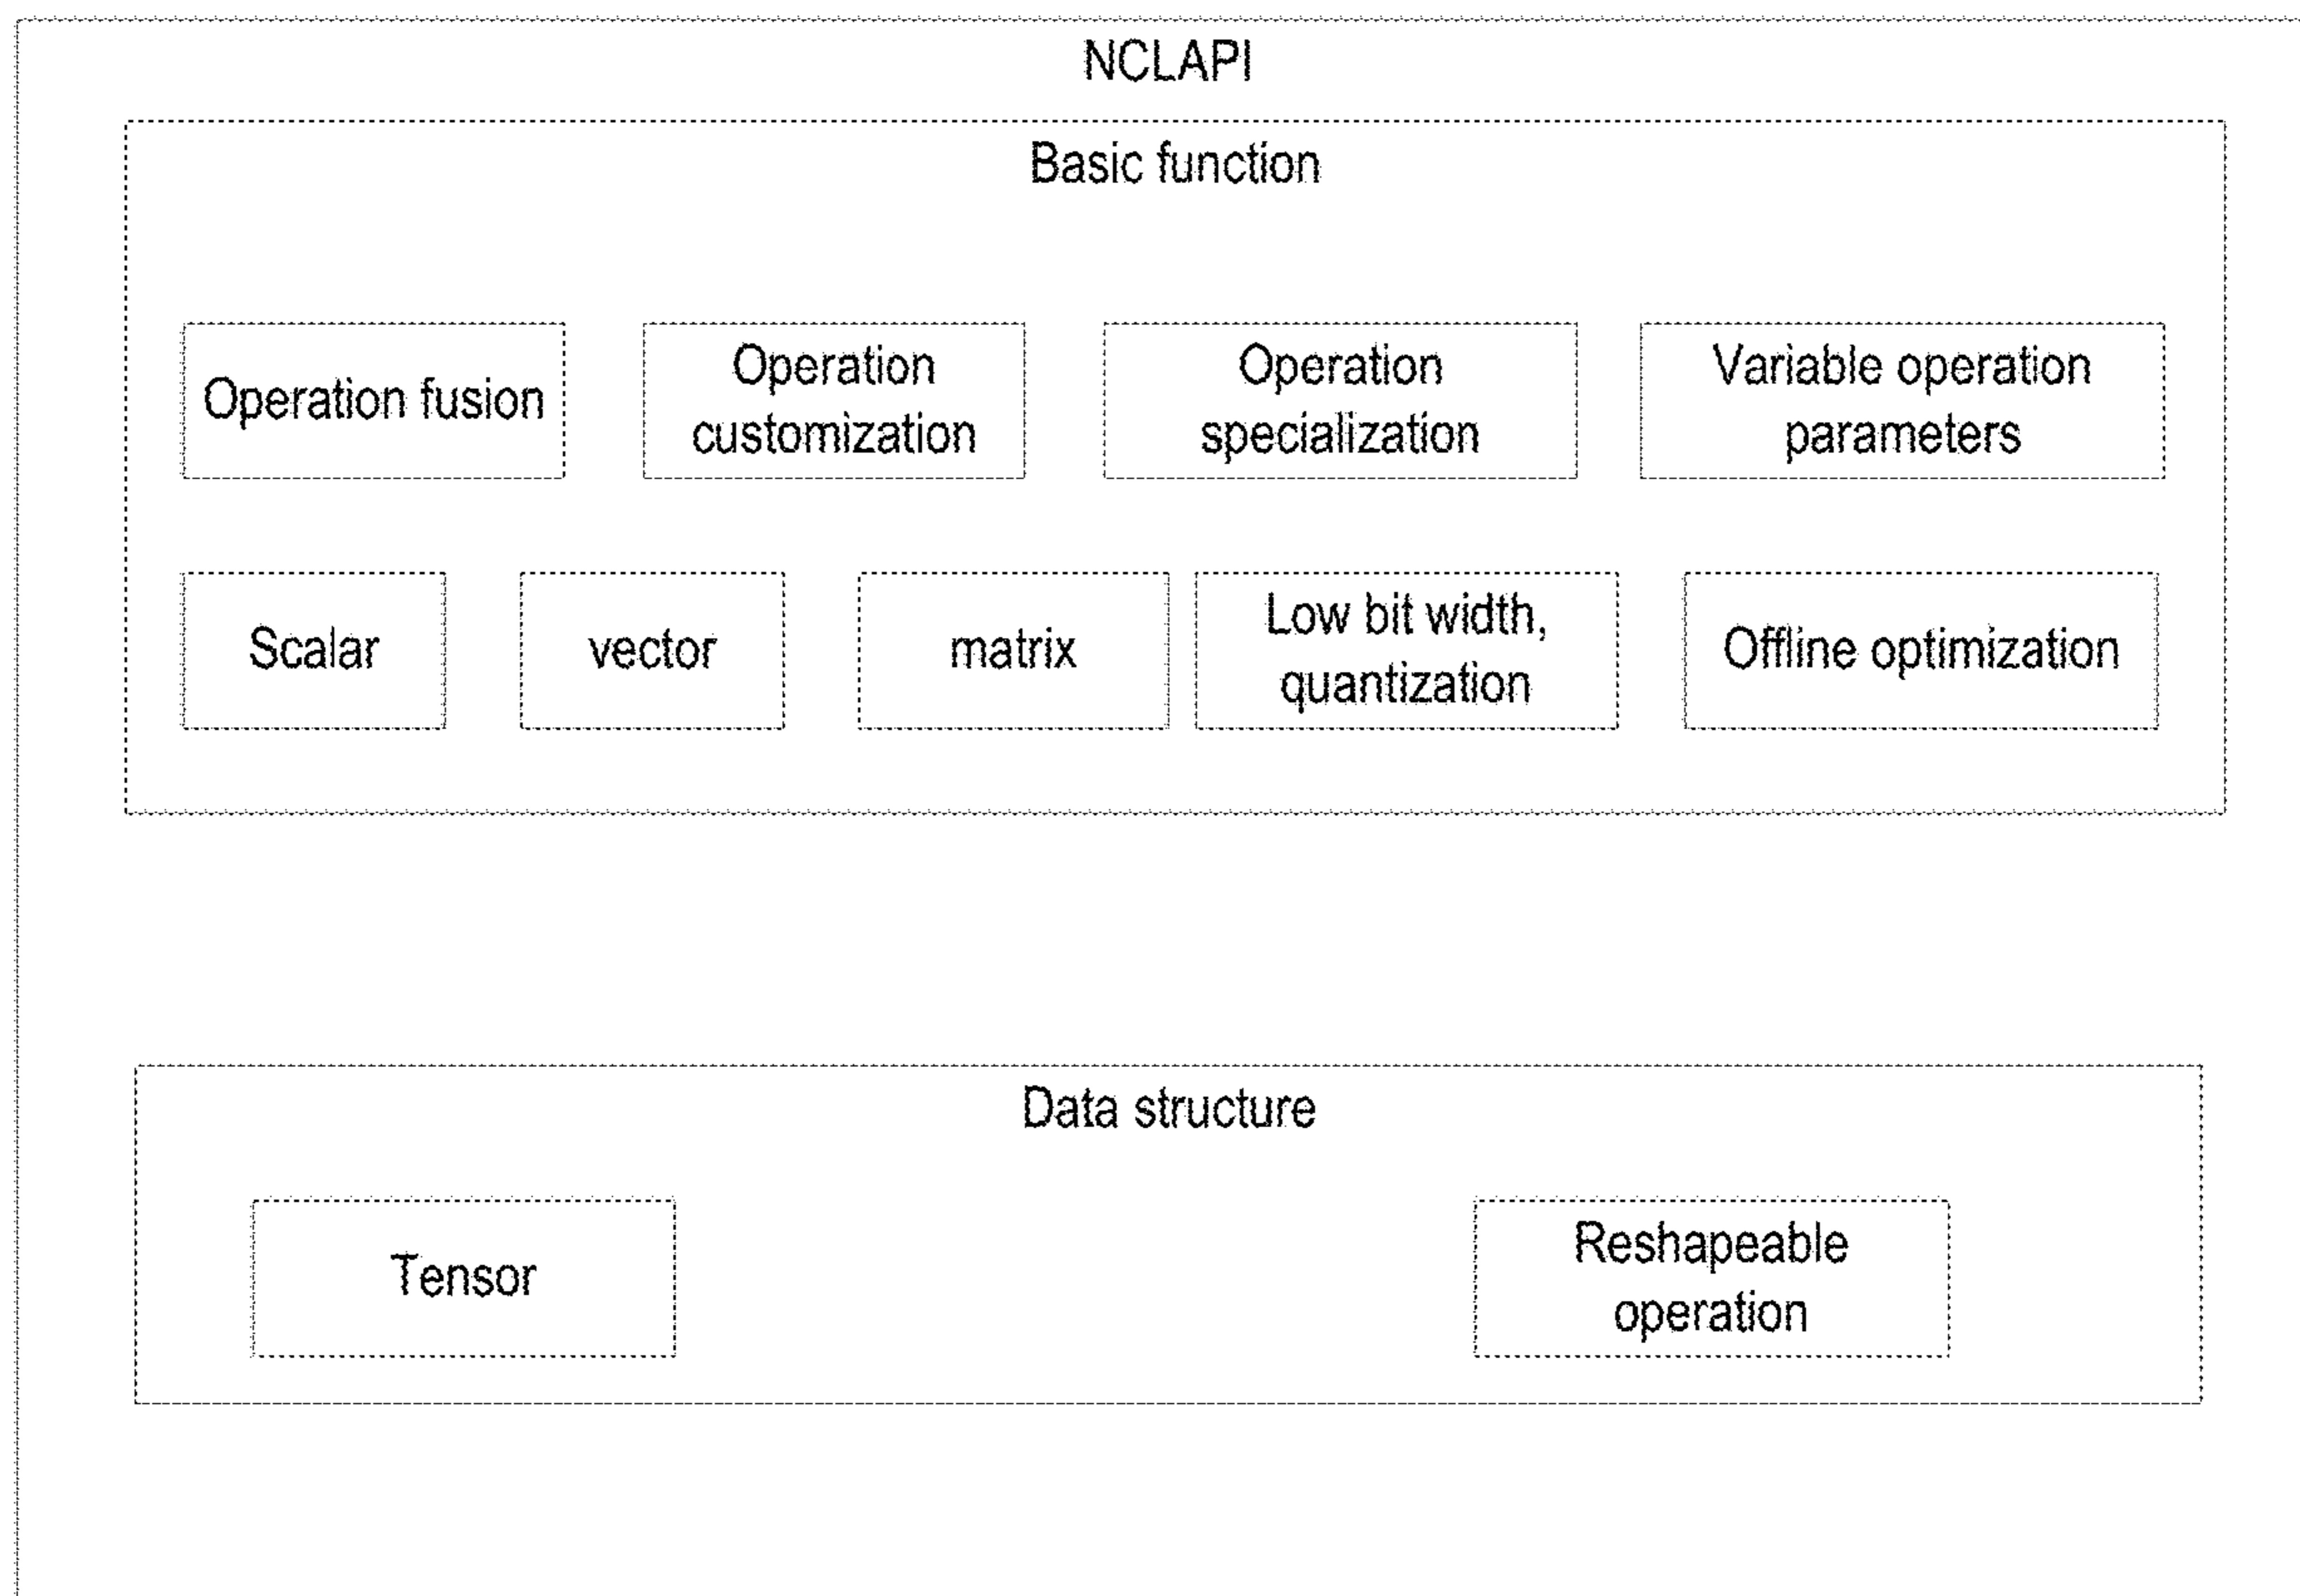 NCLAPI
Basic function
Operation fusion
Operation
customization
Operation
specialization
Variable operation
parameters
Scalar
vector
matrix
Low bit width,
quantization
Offline optimization
Data structure
Tensor
Reshapeable
operation